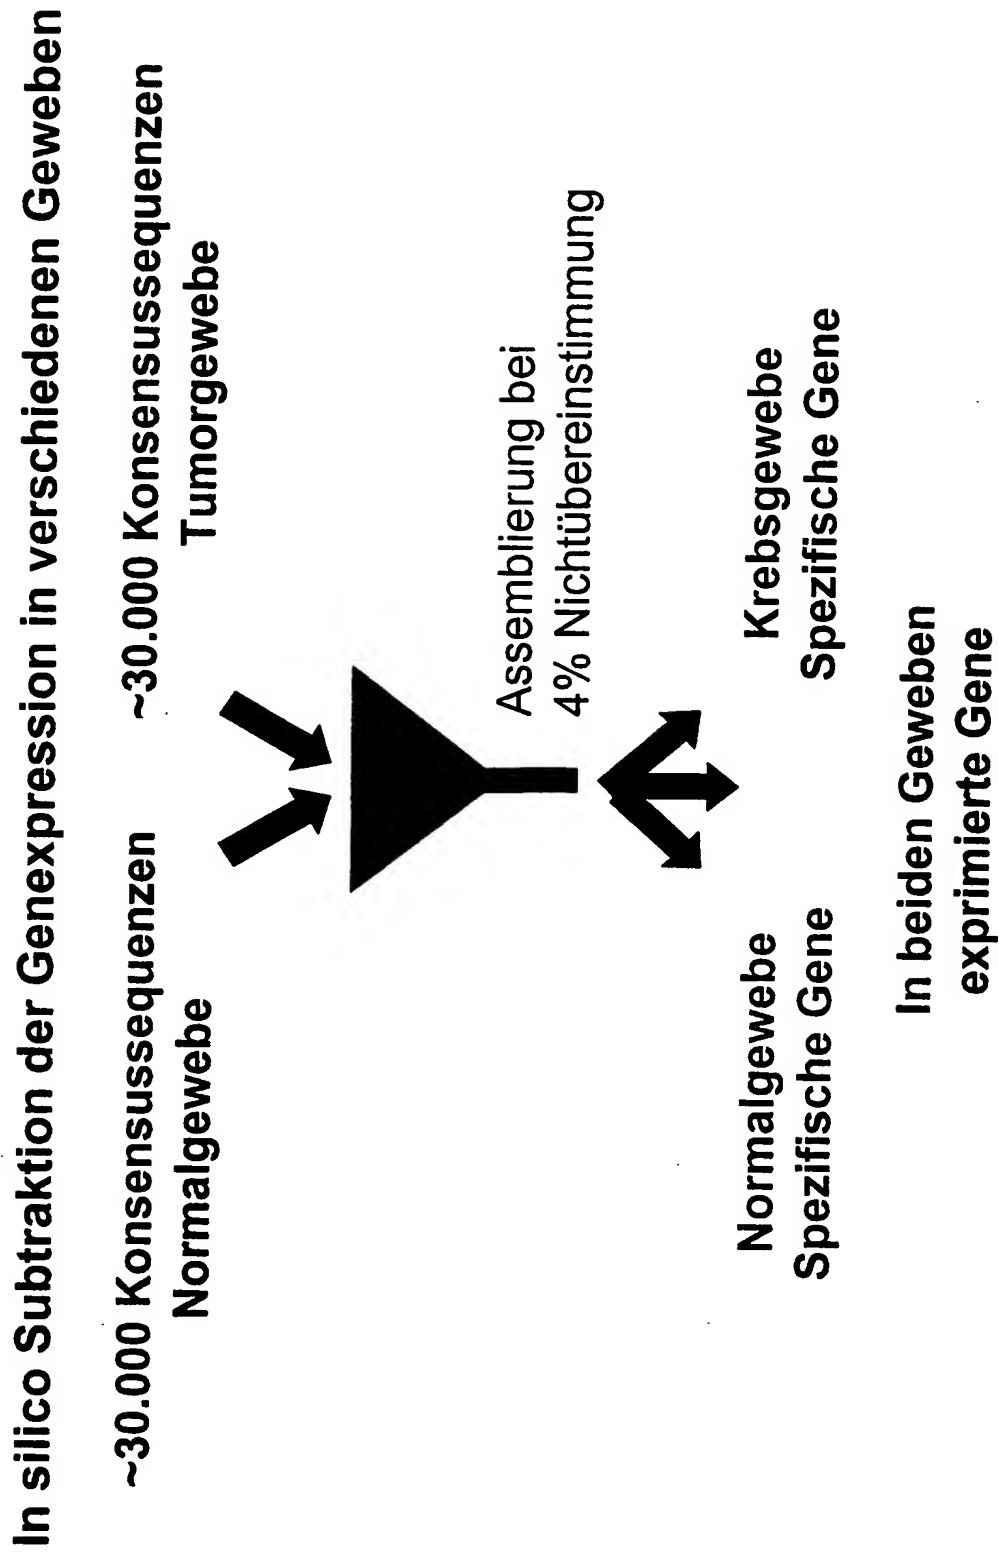 In silico Subtraktion der Genexpression in verschiedenen Geweben
~30.000 Konsensussequenzen
Normalgewebe
~30.000 Konsensussequenzen
Tumorgewebe
Assemblierung bei
4% Nichtübereinstimmung
Normalgewebe
Spezifische Gene
Krebsgewebe
Spezifische Gene
In beiden Geweben
exprimierte Gene